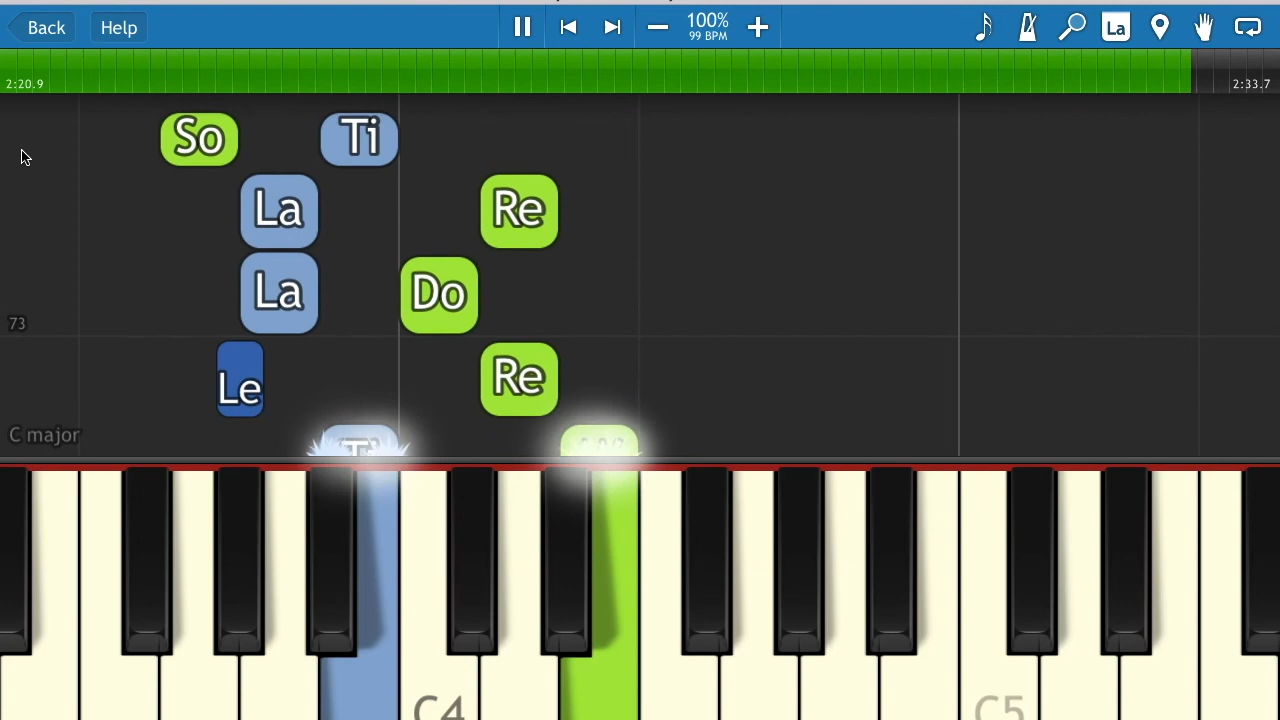 Back Help 100% La
99 BPM
2:20.9 2:33.7
So Ti
La Re
La Do
73
Le Re
C major
C4 C5